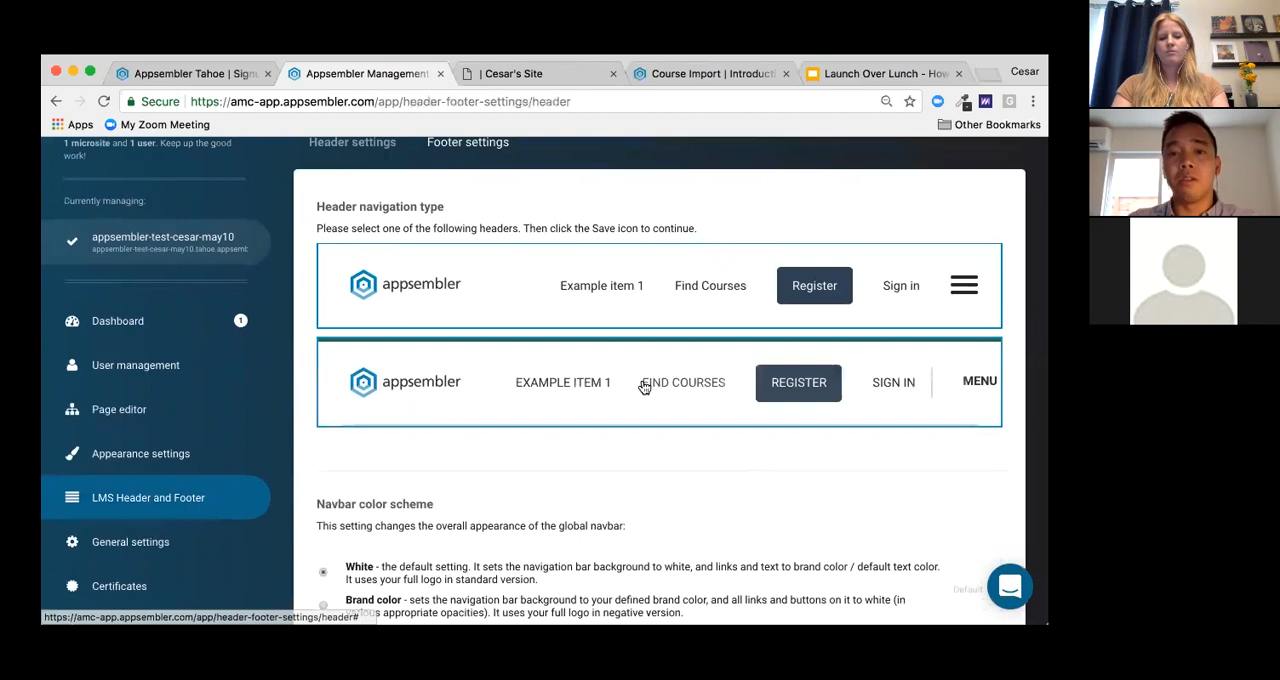 Appsembler Tahoe | Sign
Appsembler Management
| Cesar's Site
Course Import | Introducti
Launch Over Lunch - How
Cesar
Secure
https://amc-app.appsembler.com/app/header-footer-settings/header
Apps
My Zoom Meeting
Other Bookmarks
1 microsite and 1 user. Keep up the good
work!
Currently managing:
appsembler-test-cesar-may10
appsembler-test-cesar-may10.tahoe.appsemb
Dashboard
1
User management
Page editor
Appearance settings
LMS Header and Footer
General settings
Certificates
Header settings
Footer settings
Header navigation type
Please select one of the following headers. Then click the Save icon to continue.
appsembler
Example item 1
Find Courses
Register
Sign in
appsembler
EXAMPLE ITEM 1
FIND COURSES
REGISTER
SIGN IN
MENU
Navbar color scheme
This setting changes the overall appearance of the global navbar:
White - the default setting. It sets the navigation bar background to white, and links and text to brand color / default text color.
It uses your full logo in standard version.
Brand color - sets the navigation bar background to your defined brand color, and all links and buttons on it to white (in
appropriate opacities). It uses your full logo in negative version.
Default
https://amc-app.appsembler.com/app/header-footer-settings/header#